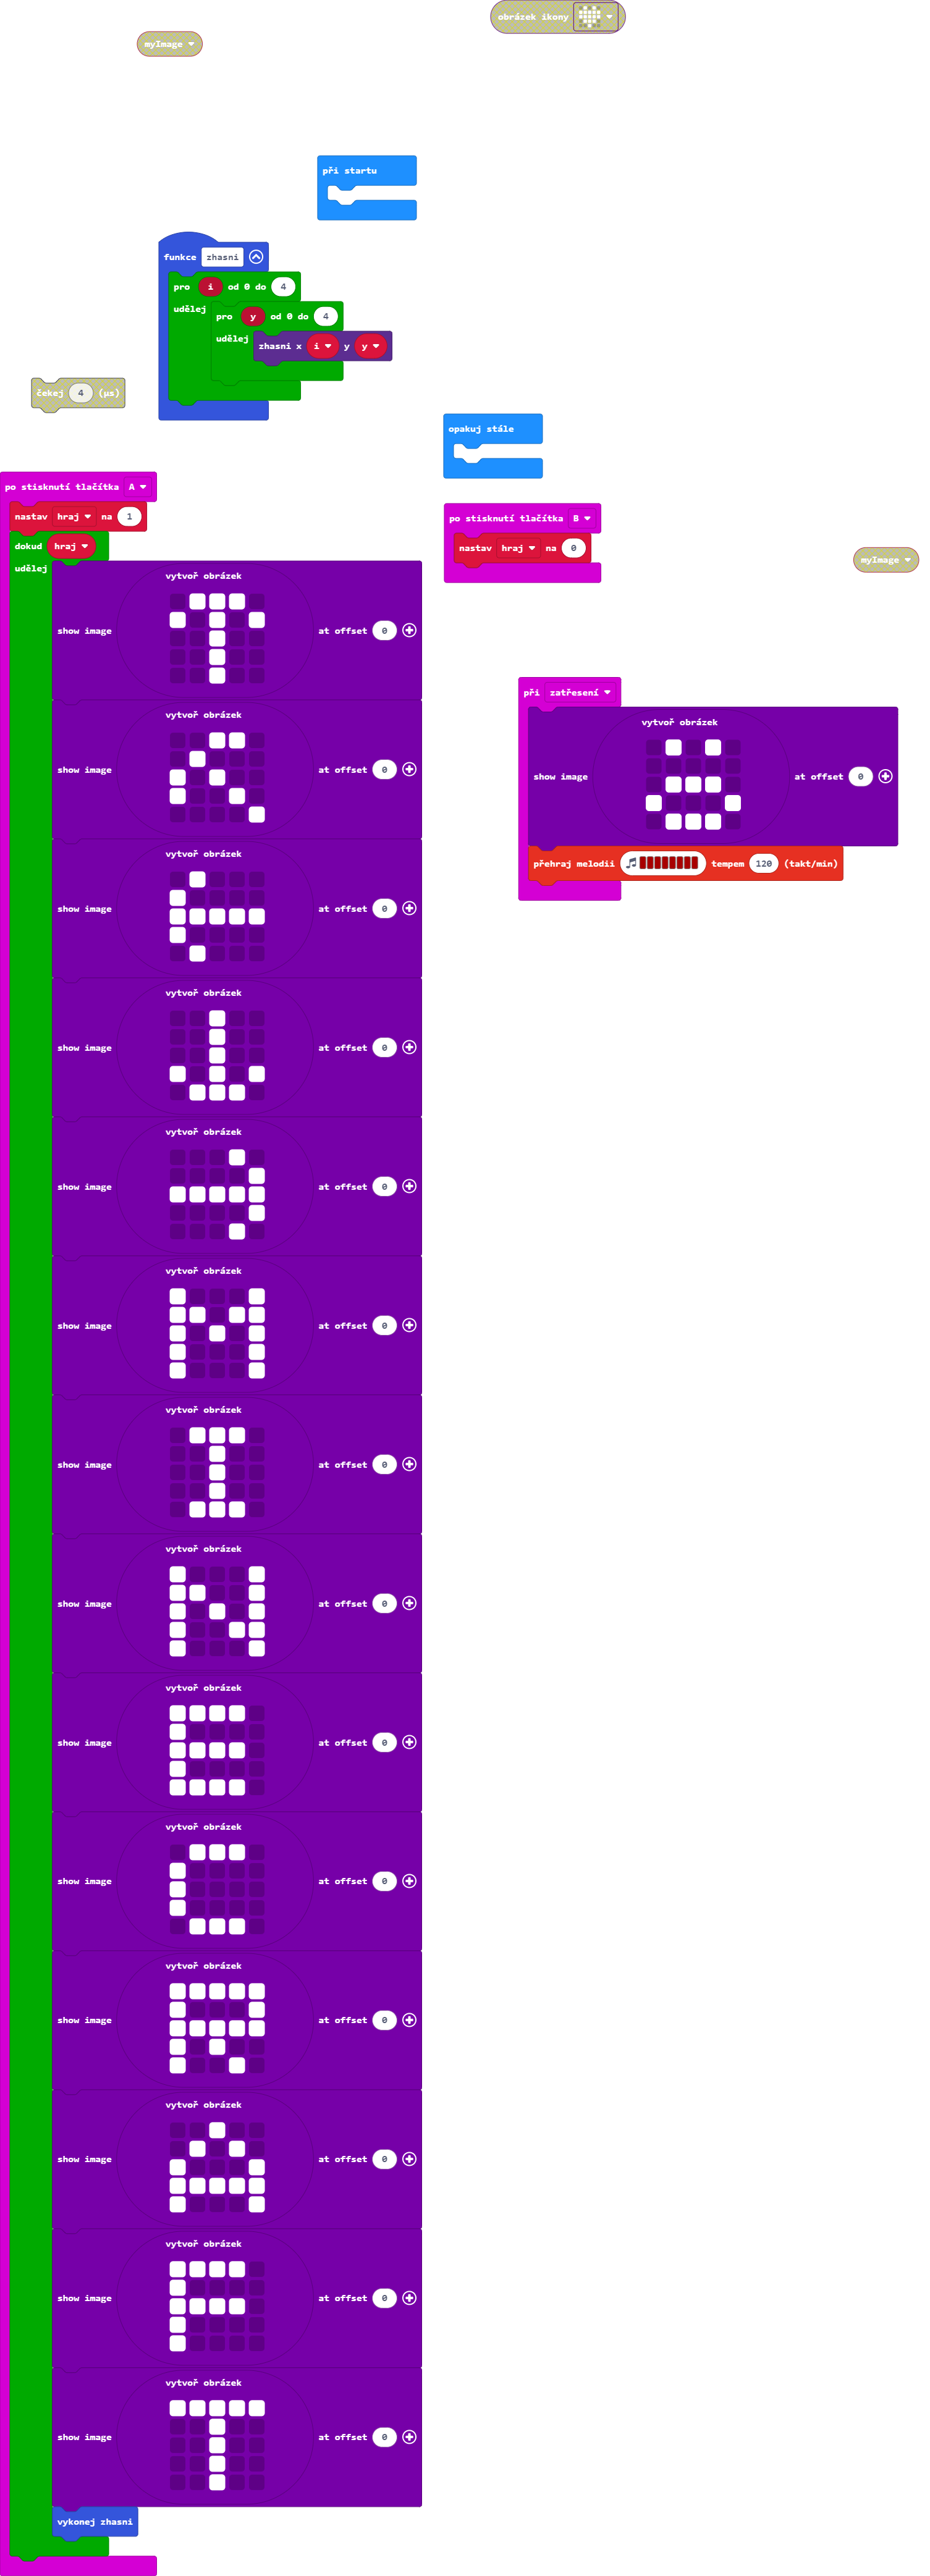 obrázek ikony
myImage
při startu
funkce zhasni
pro i od 0 do 4
udělej
pro y od 0 do 4
udělej
zhasni x i y y
čekej 4 (µs)
opakuj stále
po stisknutí tlačítka A
nastav hraj na 1
dokud hraj
udělej
vytvoř obrázek
show image at offset 0
vytvoř obrázek
show image at offset 0
vytvoř obrázek
show image at offset 0
vytvoř obrázek
show image at offset 0
vytvoř obrázek
show image at offset 0
vytvoř obrázek
show image at offset 0
vytvoř obrázek
show image at offset 0
vytvoř obrázek
show image at offset 0
vytvoř obrázek
show image at offset 0
vytvoř obrázek
show image at offset 0
vytvoř obrázek
show image at offset 0
vytvoř obrázek
show image at offset 0
vytvoř obrázek
show image at offset 0
vytvoř obrázek
show image at offset 0
vykonej zhasni
po stisknutí tlačítka B
nastav hraj na 0
myImage
při zatřesení
vytvoř obrázek
show image at offset 0
přehraj melodii tempem 120 (takt/min)